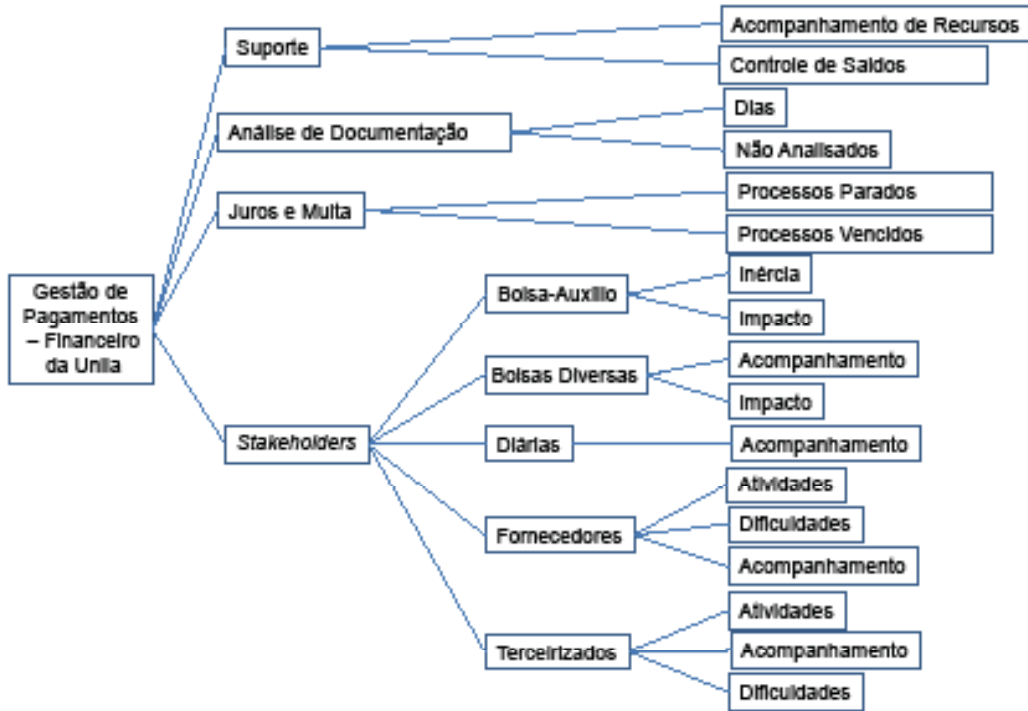 Acompanhamento de Recursos
Suporte
Controle de Saldos
Dias
Análise de Documentação
Não Analisados
Processos Parados
Juros e Multa
Processos Vencidos
Inércia
Bolsa-Auxílio
Impacto
Gestão de
Pagamentos
– Financeiro
da Unila
Acompanhamento
Bolsas Diversas
Impacto
Stakeholders
Diárias
Acompanhamento
Atividades
Dificuldades
Fornecedores
Acompanhamento
Atividades
Terceirizados
Acompanhamento
Dificuldades